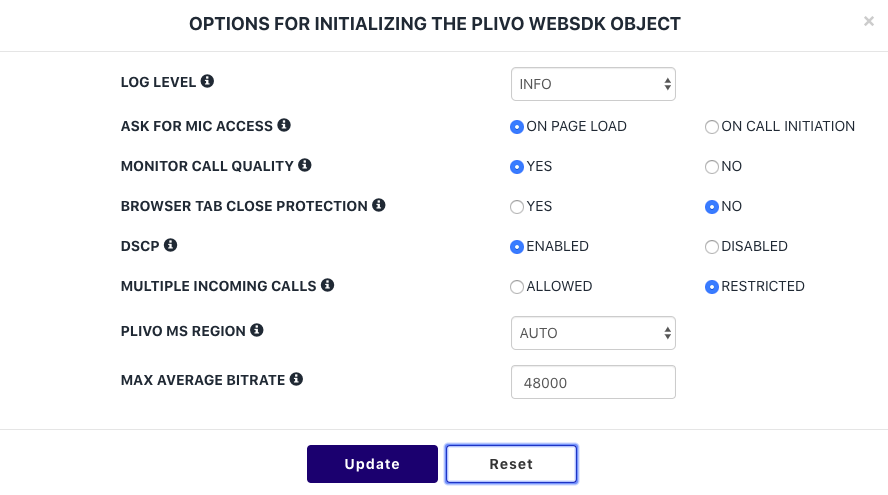 OPTIONS FOR INITIALIZING THE PLIVO WEBSDK OBJECT ×
LOG LEVEL INFO
ASK FOR MIC ACCESS ON PAGE LOAD ON CALL INITIATION
MONITOR CALL QUALITY YES NO
BROWSER TAB CLOSE PROTECTION YES NO
DSCP ENABLED DISABLED
MULTIPLE INCOMING CALLS ALLOWED RESTRICTED
PLIVO MS REGION AUTO
MAX AVERAGE BITRATE 48000
Update Reset